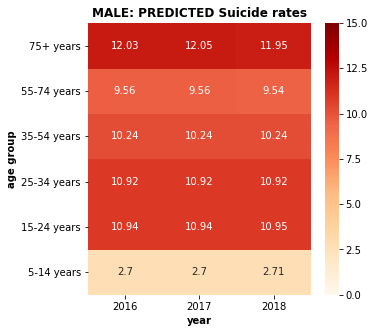 MALE: PREDICTED Suicide rates
75+ years 12.03 12.05 11.95
55-74 years 9.56 9.56 9.54
35-54 years 10.24 10.24 10.24
25-34 years 10.92 10.92 10.92
15-24 years 10.94 10.94 10.95
5-14 years 2.7 2.7 2.71
2016 2017 2018
year
age group
15.0
12.5
10.0
7.5
5.0
2.5
0.0